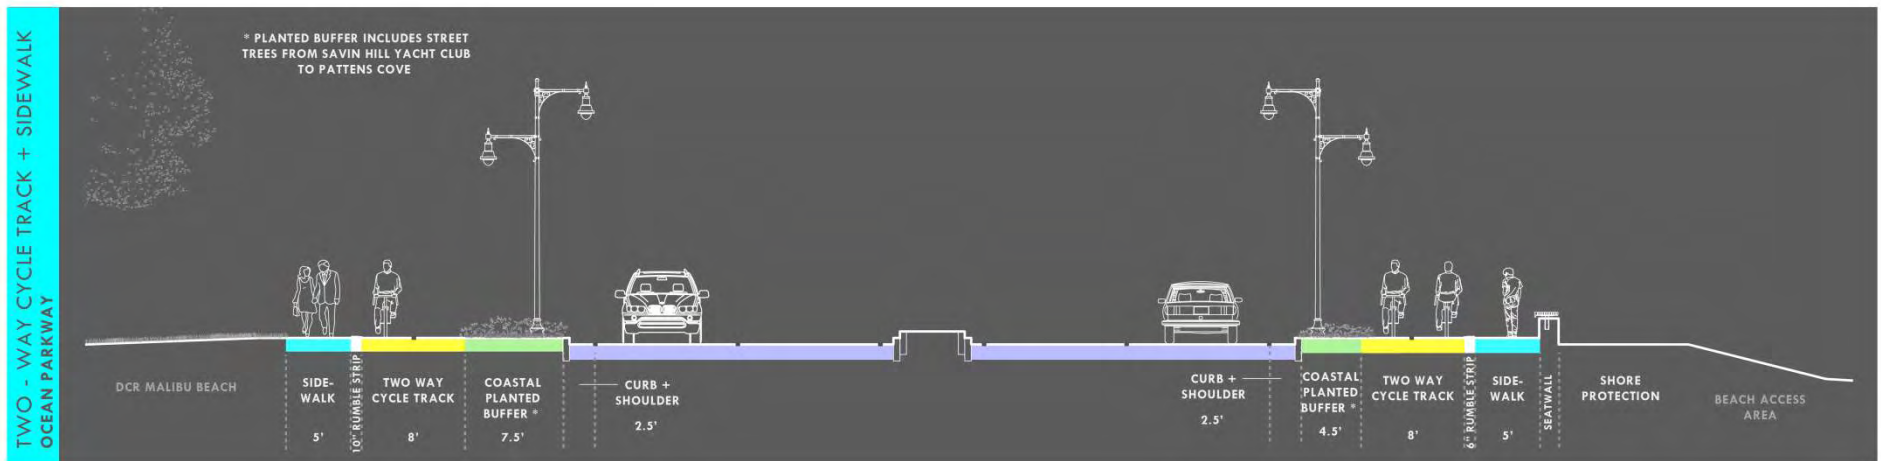 TWO - WAY CYCLE TRACK + SIDEWALK
OCEAN PARKWAY
* PLANTED BUFFER INCLUDES STREET
TREES FROM SAVIN HILL YACHT CLUB
TO PATTENS COVE
DCR MALIBU BEACH
SIDE-
WALK
5'
10" RUMBLE STRIP
TWO WAY
CYCLE TRACK
8'
COASTAL
PLANTED
BUFFER *
7.5'
CURB +
SHOULDER
2.5'
CURB +
SHOULDER
2.5'
COASTAL
PLANTED
BUFFER *
4.5'
TWO WAY
CYCLE TRACK
8'
6" RUMBLE STRIP
SIDE-
WALK
5'
SEATWALL
SHORE
PROTECTION
BEACH ACCESS
AREA